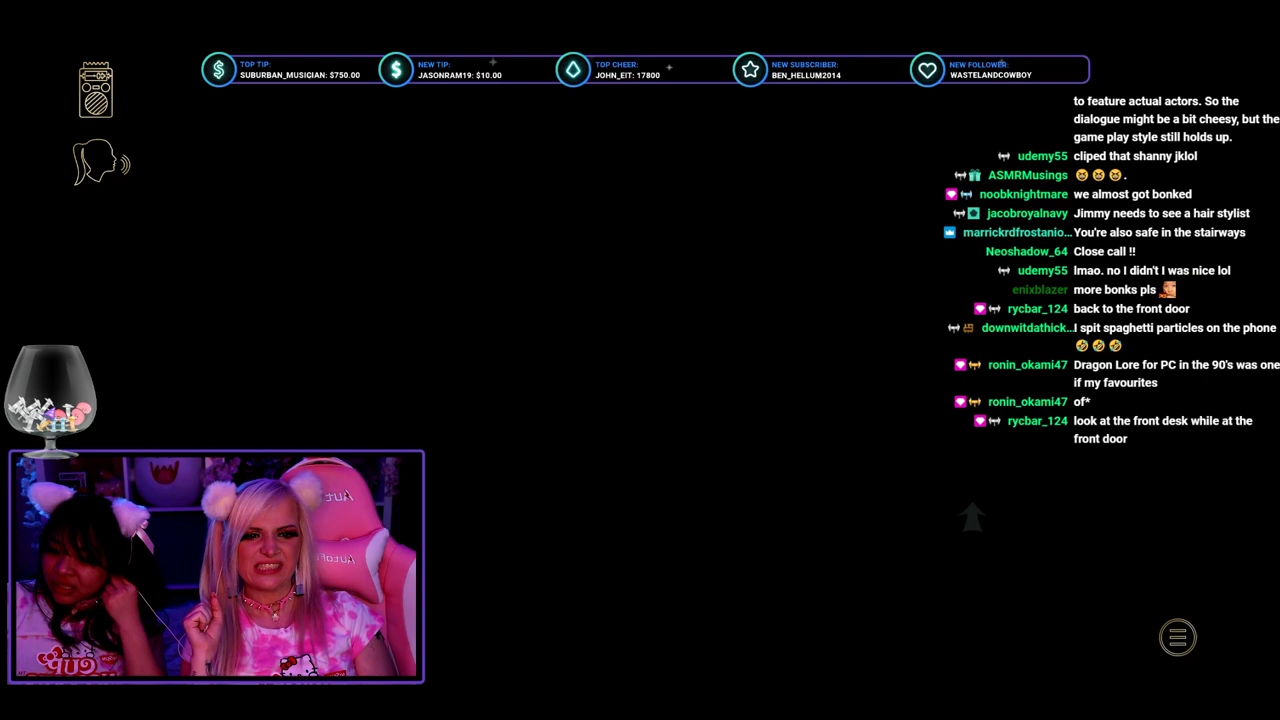 TOP TIP:
SUBURBAN_MUSICIAN: $750.00
NEW TIP:
JASONRAM19: $10.00
TOP CHEER:
JOHN_EIT: 17800
NEW SUBSCRIBER:
BEN_HELLUM2014
NEW FOLLOWER:
WASTELANDCOWBOY
to feature actual actors. So the
dialogue might be a bit cheesy, but the
game play style still holds up.
udemy55 cliped that shanny jklol
ASMRMusings 😆 😆 😆 .
noobknightmare we almost got bonked
jacobroyalnavy Jimmy needs to see a hair stylist
marrickrdfrostanio... You're also safe in the stairways
Neoshadow_64 Close call !!
udemy55 lmao. no I didn't I was nice lol
enixblazer more bonks pls
rycbar_124 back to the front door
downwitdathick... I spit spaghetti particles on the phone
🤣 🤣 🤣
ronin_okami47 Dragon Lore for PC in the 90's was one
if my favourites
ronin_okami47 of*
rycbar_124 look at the front desk while at the
front door